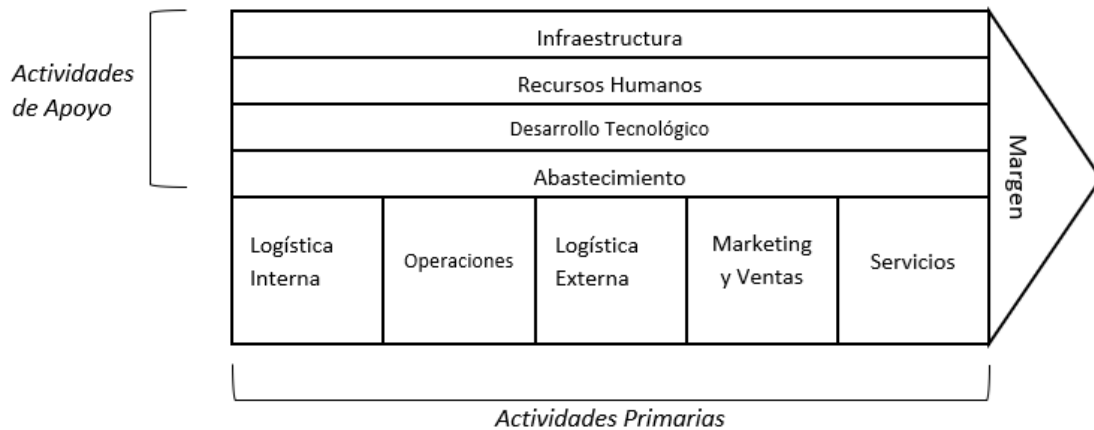 Actividades
de Apoyo
Infraestructura
Recursos Humanos
Desarrollo Tecnológico
Abastecimiento
Margen
Logística
Interna
Operaciones
Logística
Externa
Marketing
y Ventas
Servicios
Actividades Primarias